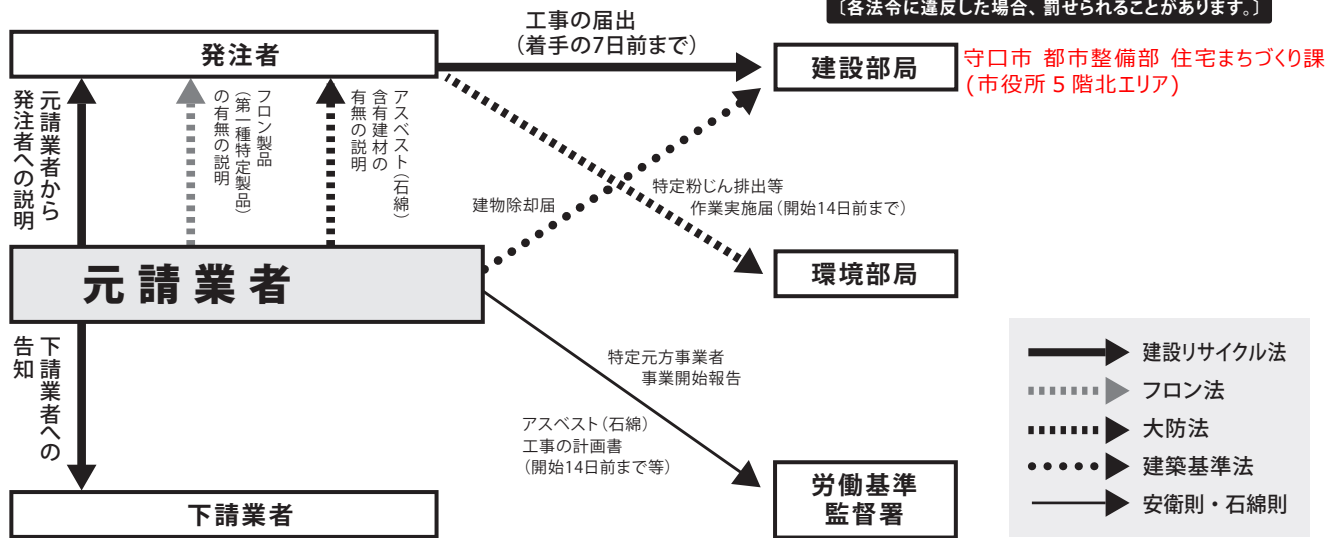 〔各法令に違反した場合、罰せられることがあります。〕
工事の届出
(着手の7日前まで)
発注者
建設部局
守口市 都市整備部 住宅まちづくり課
(市役所 5 階北エリア)
元請業者から
発注者への説明
フロン製品
(第一種特定製品)
の有無の説明
アスベスト(石綿)
含有建材の
有無の説明
建物除却届
特定粉じん排出等
作業実施届(開始14日前まで)
元請業者
環境部局
下請業者への
告知
特定元方事業者
事業開始報告
アスベスト(石綿)
工事の計画書
(開始14日前まで等)
下請業者
労働基準
監督署
建設リサイクル法
フロン法
大防法
建築基準法
安衛則・石綿則